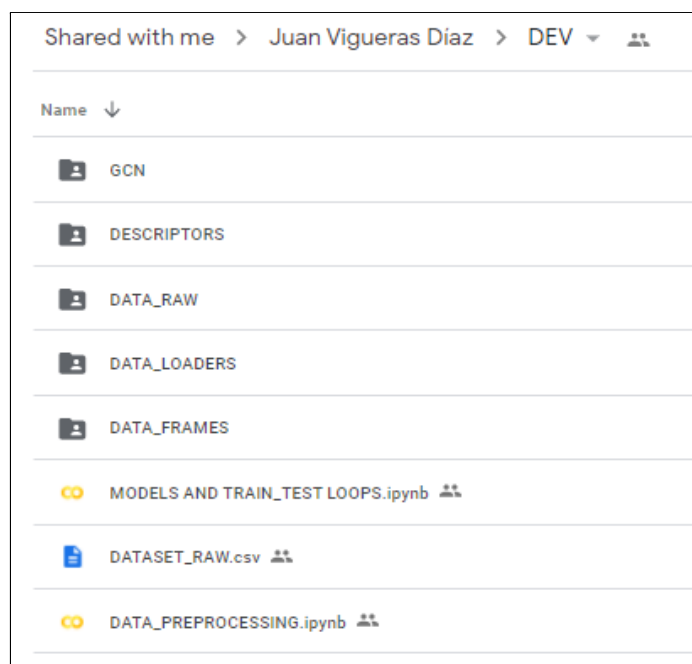 Shared with me > Juan Vigueras Díaz > DEV
Name
GCN
DESCRIPTORS
DATA_RAW
DATA_LOADERS
DATA_FRAMES
MODELS AND TRAIN_TEST LOOPS.ipynb
DATASET_RAW.csv
DATA_PREPROCESSING.ipynb